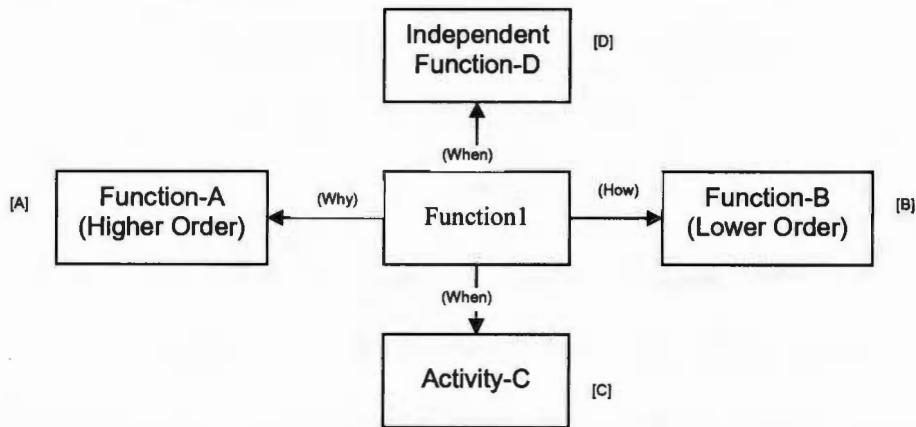 Independent
Function-D
[D]
(When)
[A]
Function-A
(Higher Order)
(Why)
Function1
(How)
Function-B
(Lower Order)
[B]
(When)
Activity-C
[C]